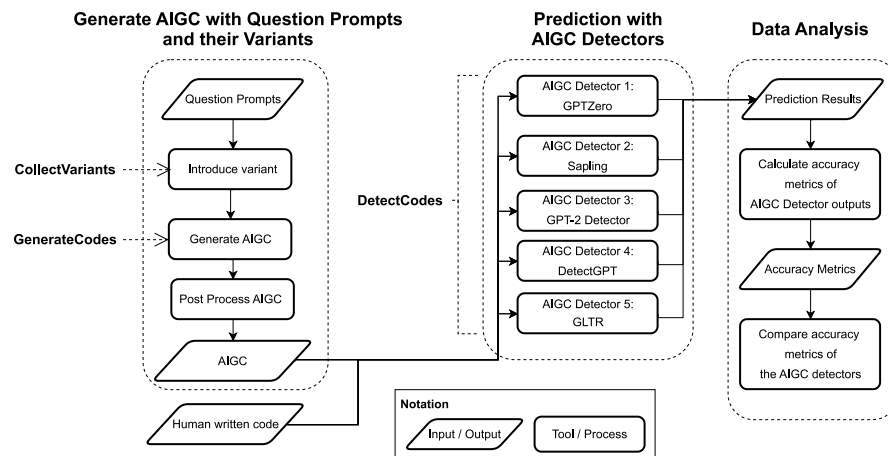 Generate AIGC with Question Prompts
and their Variants
Question Prompts
CollectVariants
Introduce variant
GenerateCodes
Generate AIGC
Post Process AIGC
AIGC
Human written code
Prediction with
AIGC Detectors
DetectCodes
AIGC Detector 1:
GPTZero
AIGC Detector 2:
Sapling
AIGC Detector 3:
GPT-2 Detector
AIGC Detector 4:
DetectGPT
AIGC Detector 5:
GLTR
Data Analysis
Prediction Results
Calculate accuracy
metrics of
AIGC Detector outputs
Accuracy Metrics
Compare accuracy
metrics of
the AIGC detectors
Notation
Input / Output
Tool / Process